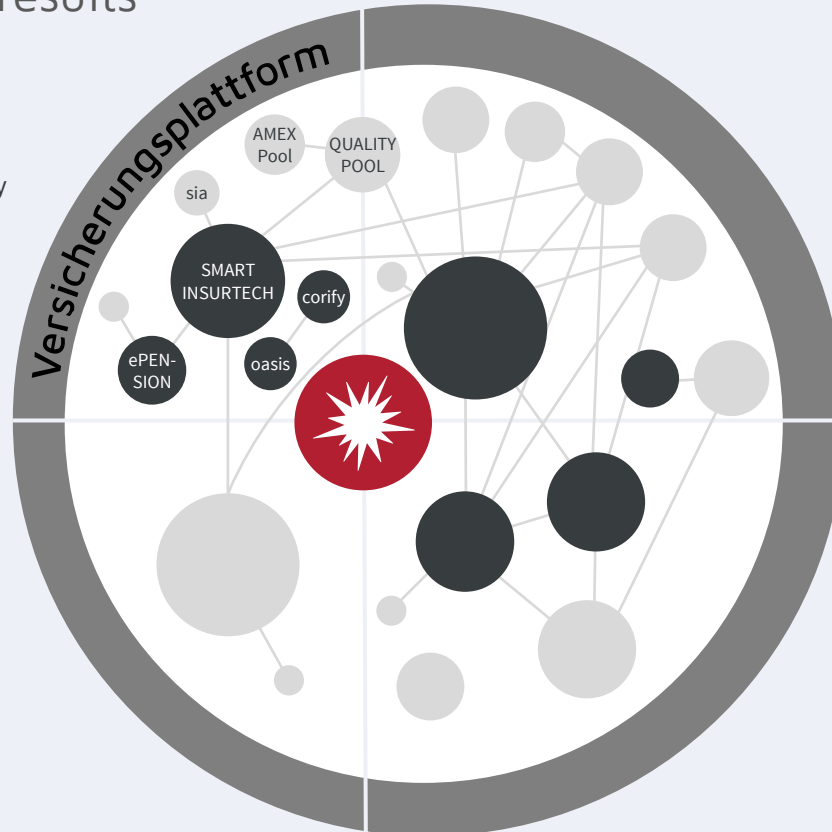 results
y
Versicherungsplattform
AMEX
Pool
QUALITY
POOL
sia
SMART
INSURTECH
corify
ePEN-
SION
oasis